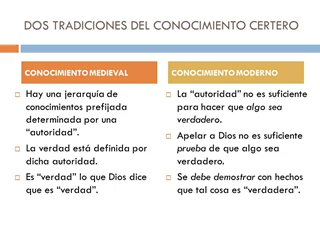 DOS TRADICIONES DEL CONOCIMIENTO CERTERO
CONOCIMIENTO MEDIEVAL
Hay una jerarquía de
conocimientos prefijada
determinada por una
“autoridad”.
La verdad está definida por
dicha autoridad.
Es “verdad” lo que Dios dice
que es “verdad”.
CONOCIMIENTO MODERNO
La “autoridad” no es suficiente
para hacer que algo sea
verdadero.
Apelar a Dios no es suficiente
prueba de que algo sea
verdadero.
Se debe demostrar con hechos
que tal cosa es “verdadera”.